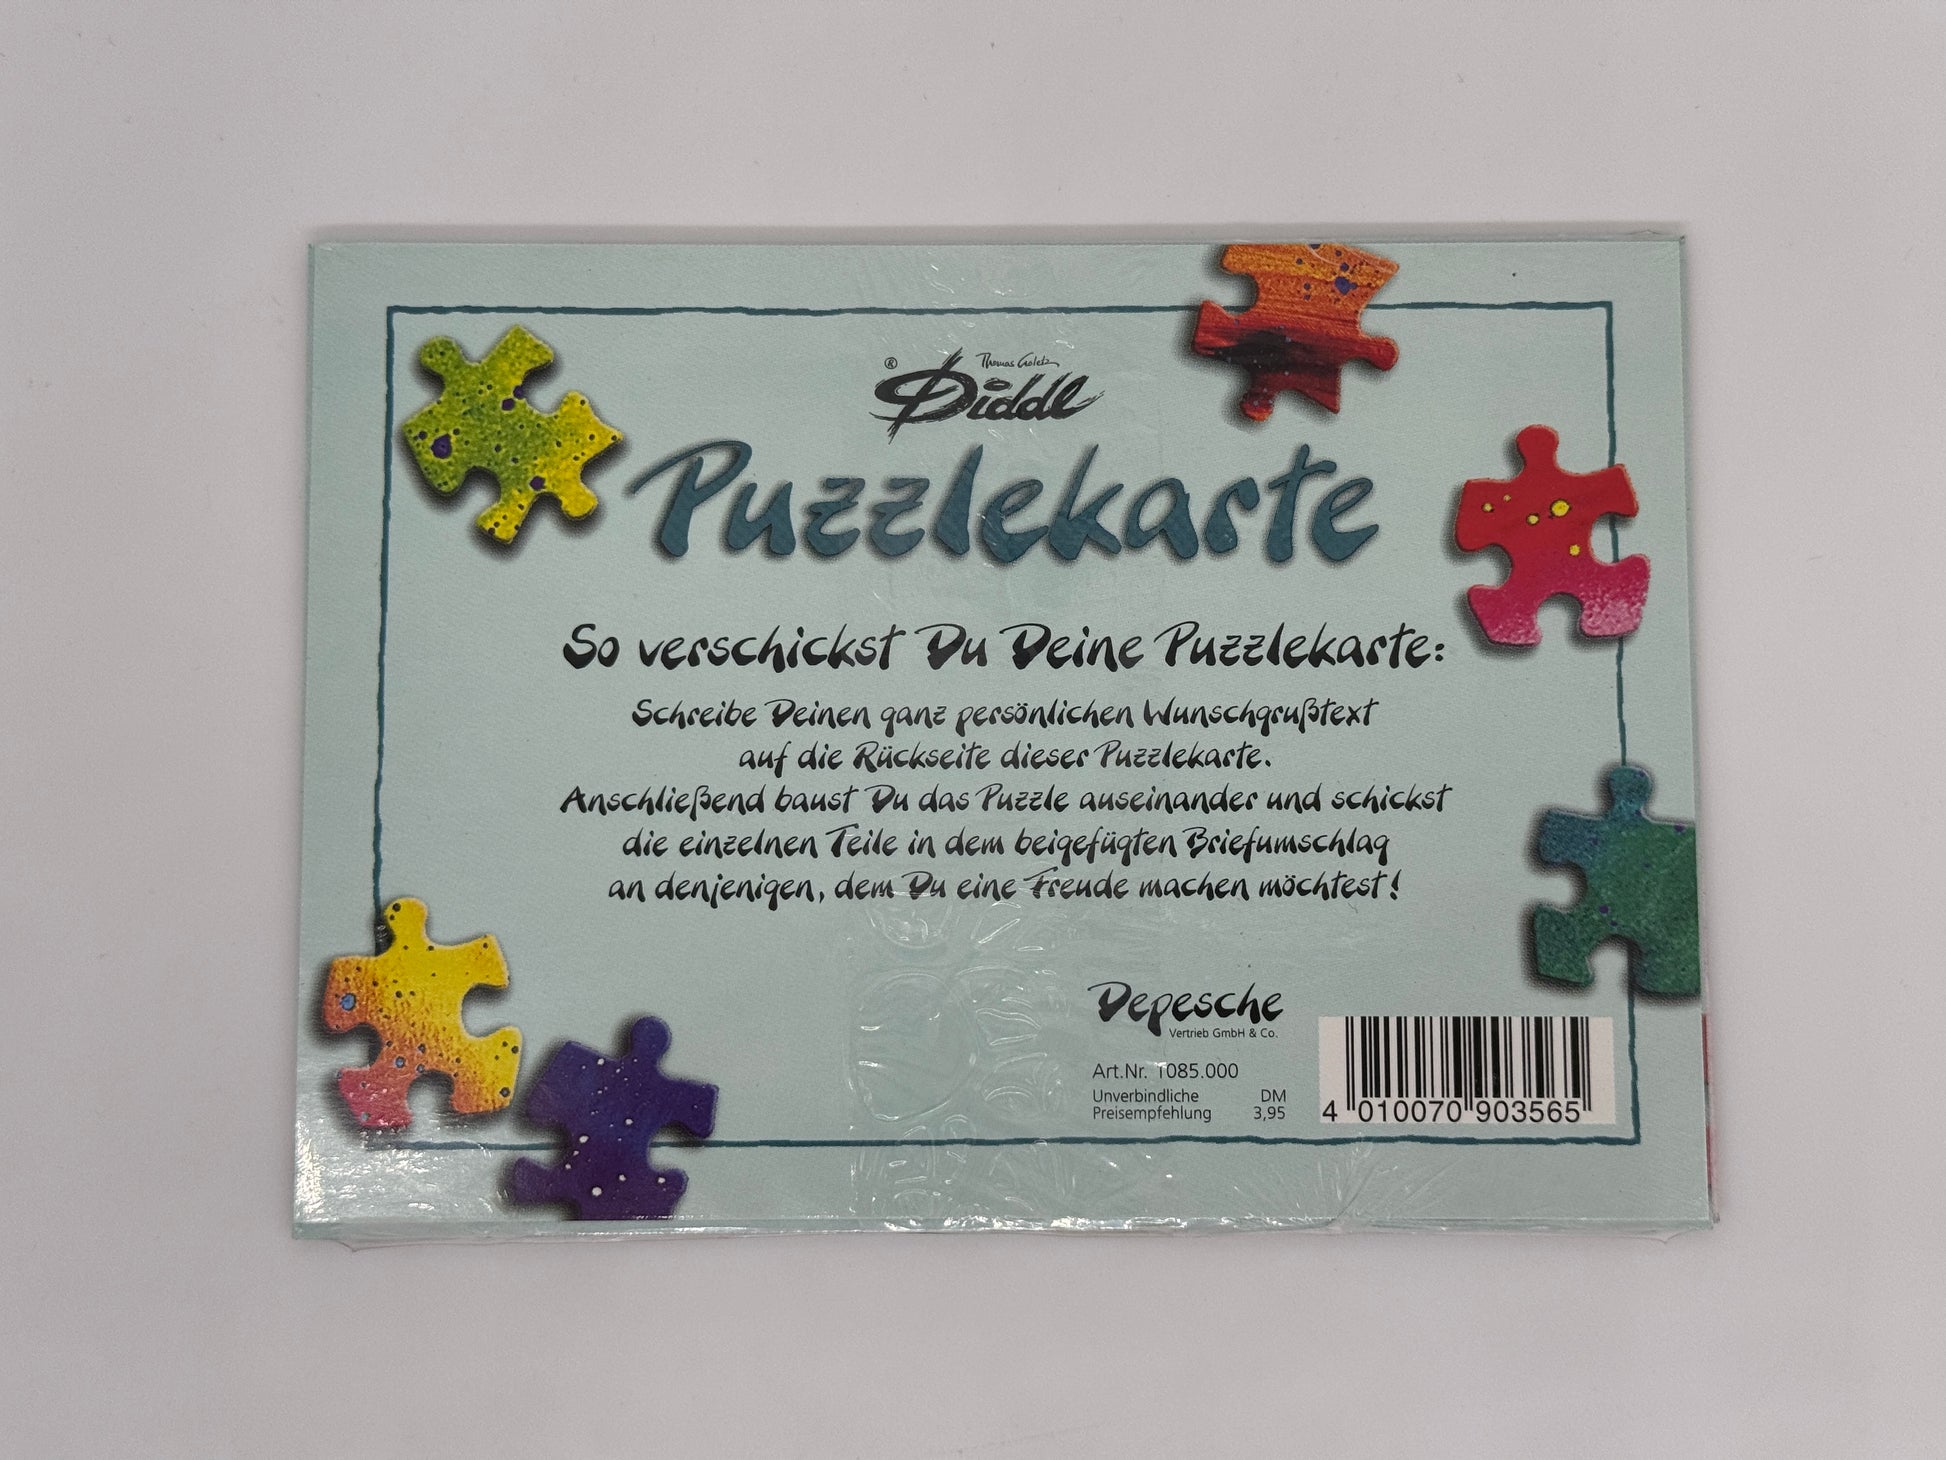 ® Thomas Goletz
Diddl
Puzzlekarte
So verschickst Du Deine Puzzlekarte:
Schreibe Deinen ganz persönlichen Wunschgrußtext
auf die Rückseite dieser Puzzlekarte.
Anschließend baust Du das Puzzle auseinander und schickst
die einzelnen Teile in dem beigefügten Briefumschlag
an denjenigen, dem Du eine Freude machen möchtest!
Depesche
Vertrieb GmbH & Co.
Art.Nr. 1085.000
Unverbindliche DM
Preisempfehlung 3,95
4 010070 903565